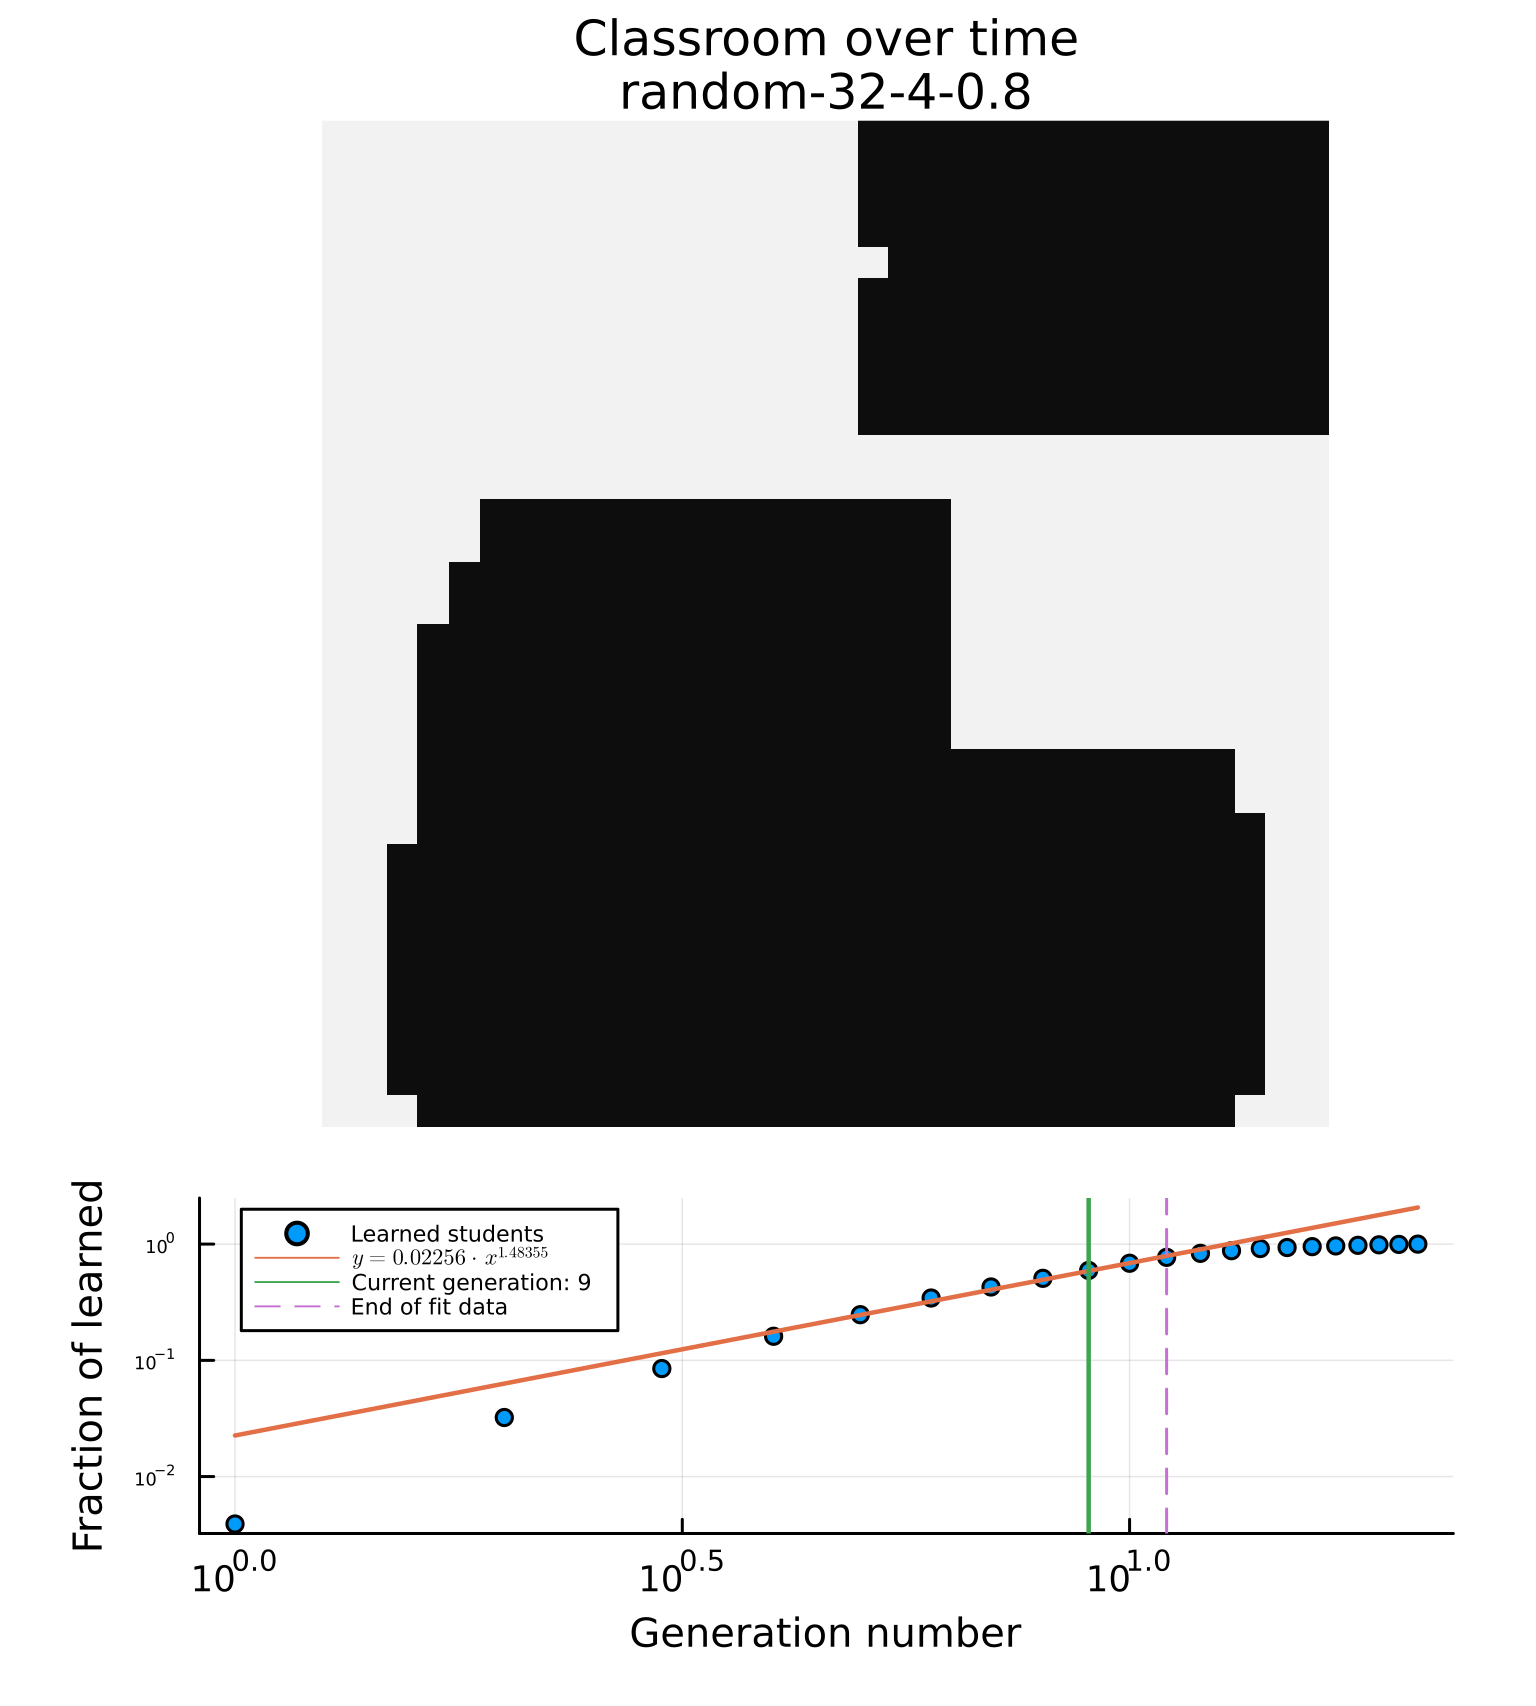 Classroom over time
random-32-4-0.8
Fraction of learned
10⁰
10⁻¹
10⁻²
Learned students
y = 0.02256 · x^1.48355
Current generation: 9
End of fit data
10^0.0
10^0.5
10^1.0
Generation number